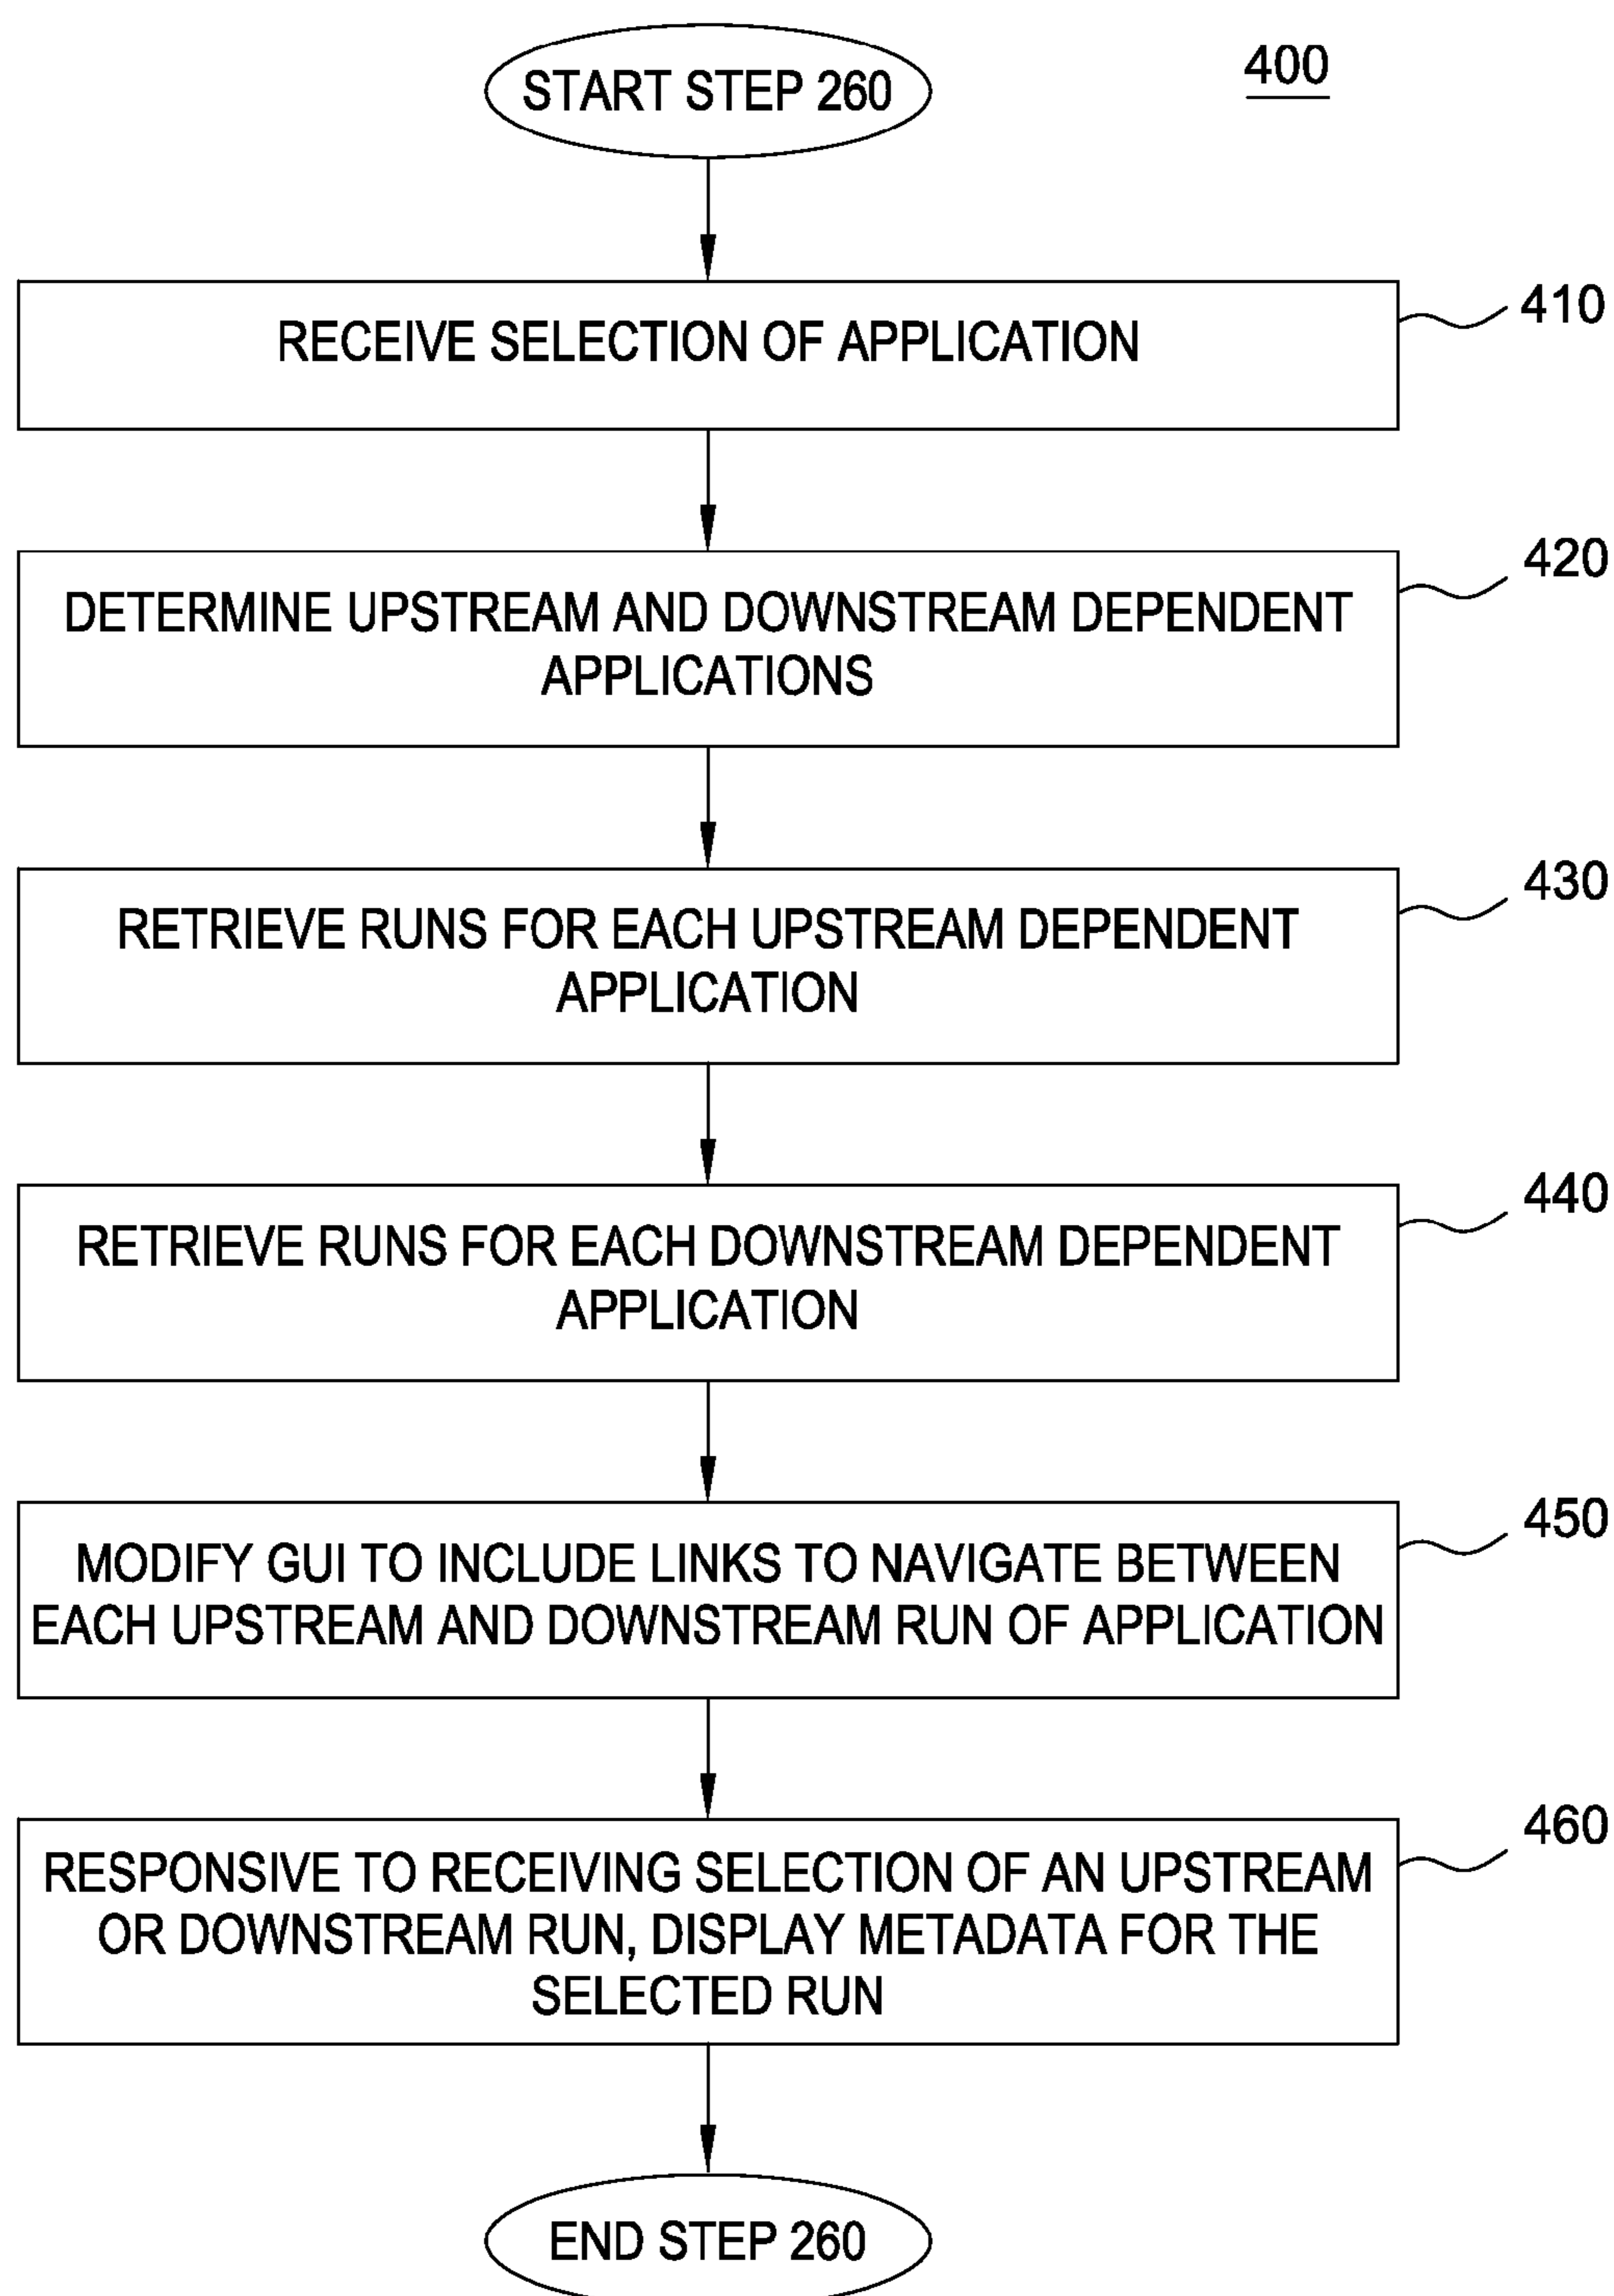 START STEP 260
400
RECEIVE SELECTION OF APPLICATION
410
DETERMINE UPSTREAM AND DOWNSTREAM DEPENDENT
APPLICATIONS
420
RETRIEVE RUNS FOR EACH UPSTREAM DEPENDENT
APPLICATION
430
RETRIEVE RUNS FOR EACH DOWNSTREAM DEPENDENT
APPLICATION
440
MODIFY GUI TO INCLUDE LINKS TO NAVIGATE BETWEEN
EACH UPSTREAM AND DOWNSTREAM RUN OF APPLICATION
450
RESPONSIVE TO RECEIVING SELECTION OF AN UPSTREAM
OR DOWNSTREAM RUN, DISPLAY METADATA FOR THE
SELECTED RUN
460
END STEP 260